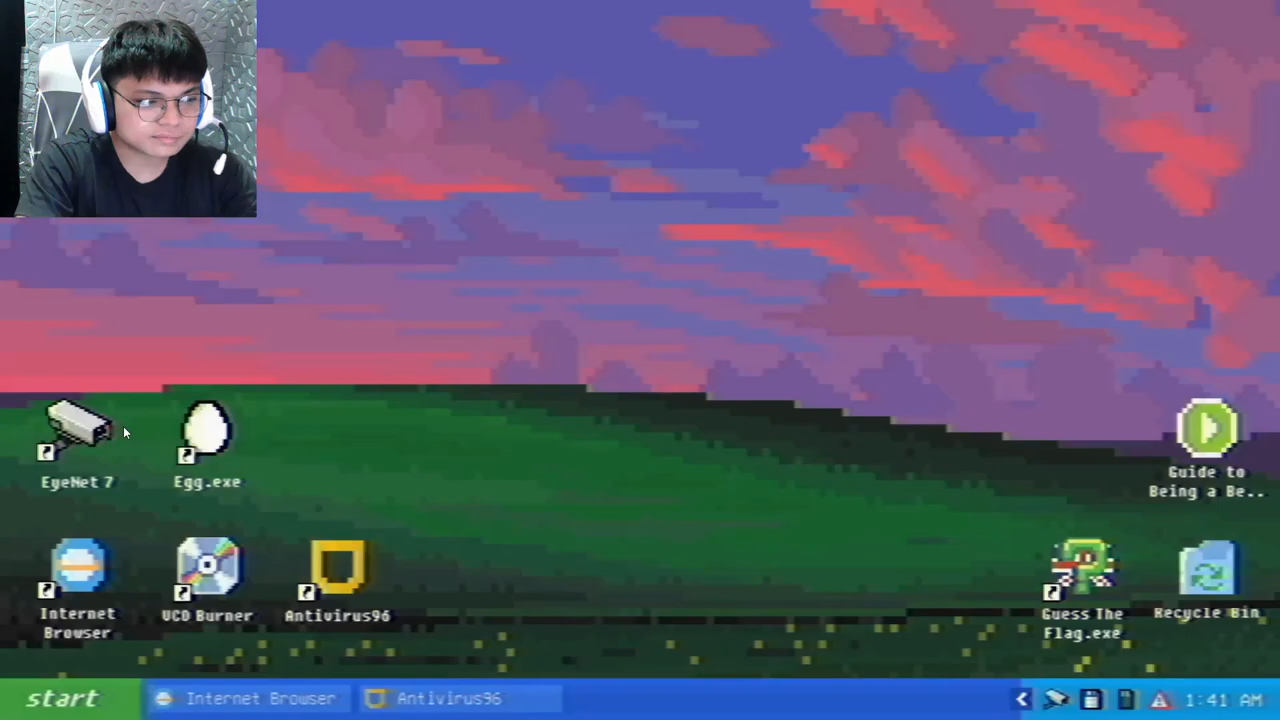 EyeNet 7
Egg.exe
Guide to
Being a Be..
Internet
Browser
VCD Burner
Antivirus96
Guess The
Flag.exe
Recycle Bin
start
Internet Browser
Antivirus96
1:41 AM